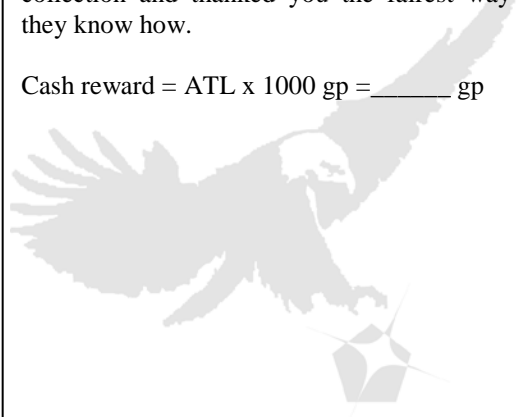 collection and thanked you the fairest way
they know how.
Cash reward = ATL x 1000 gp =______ gp